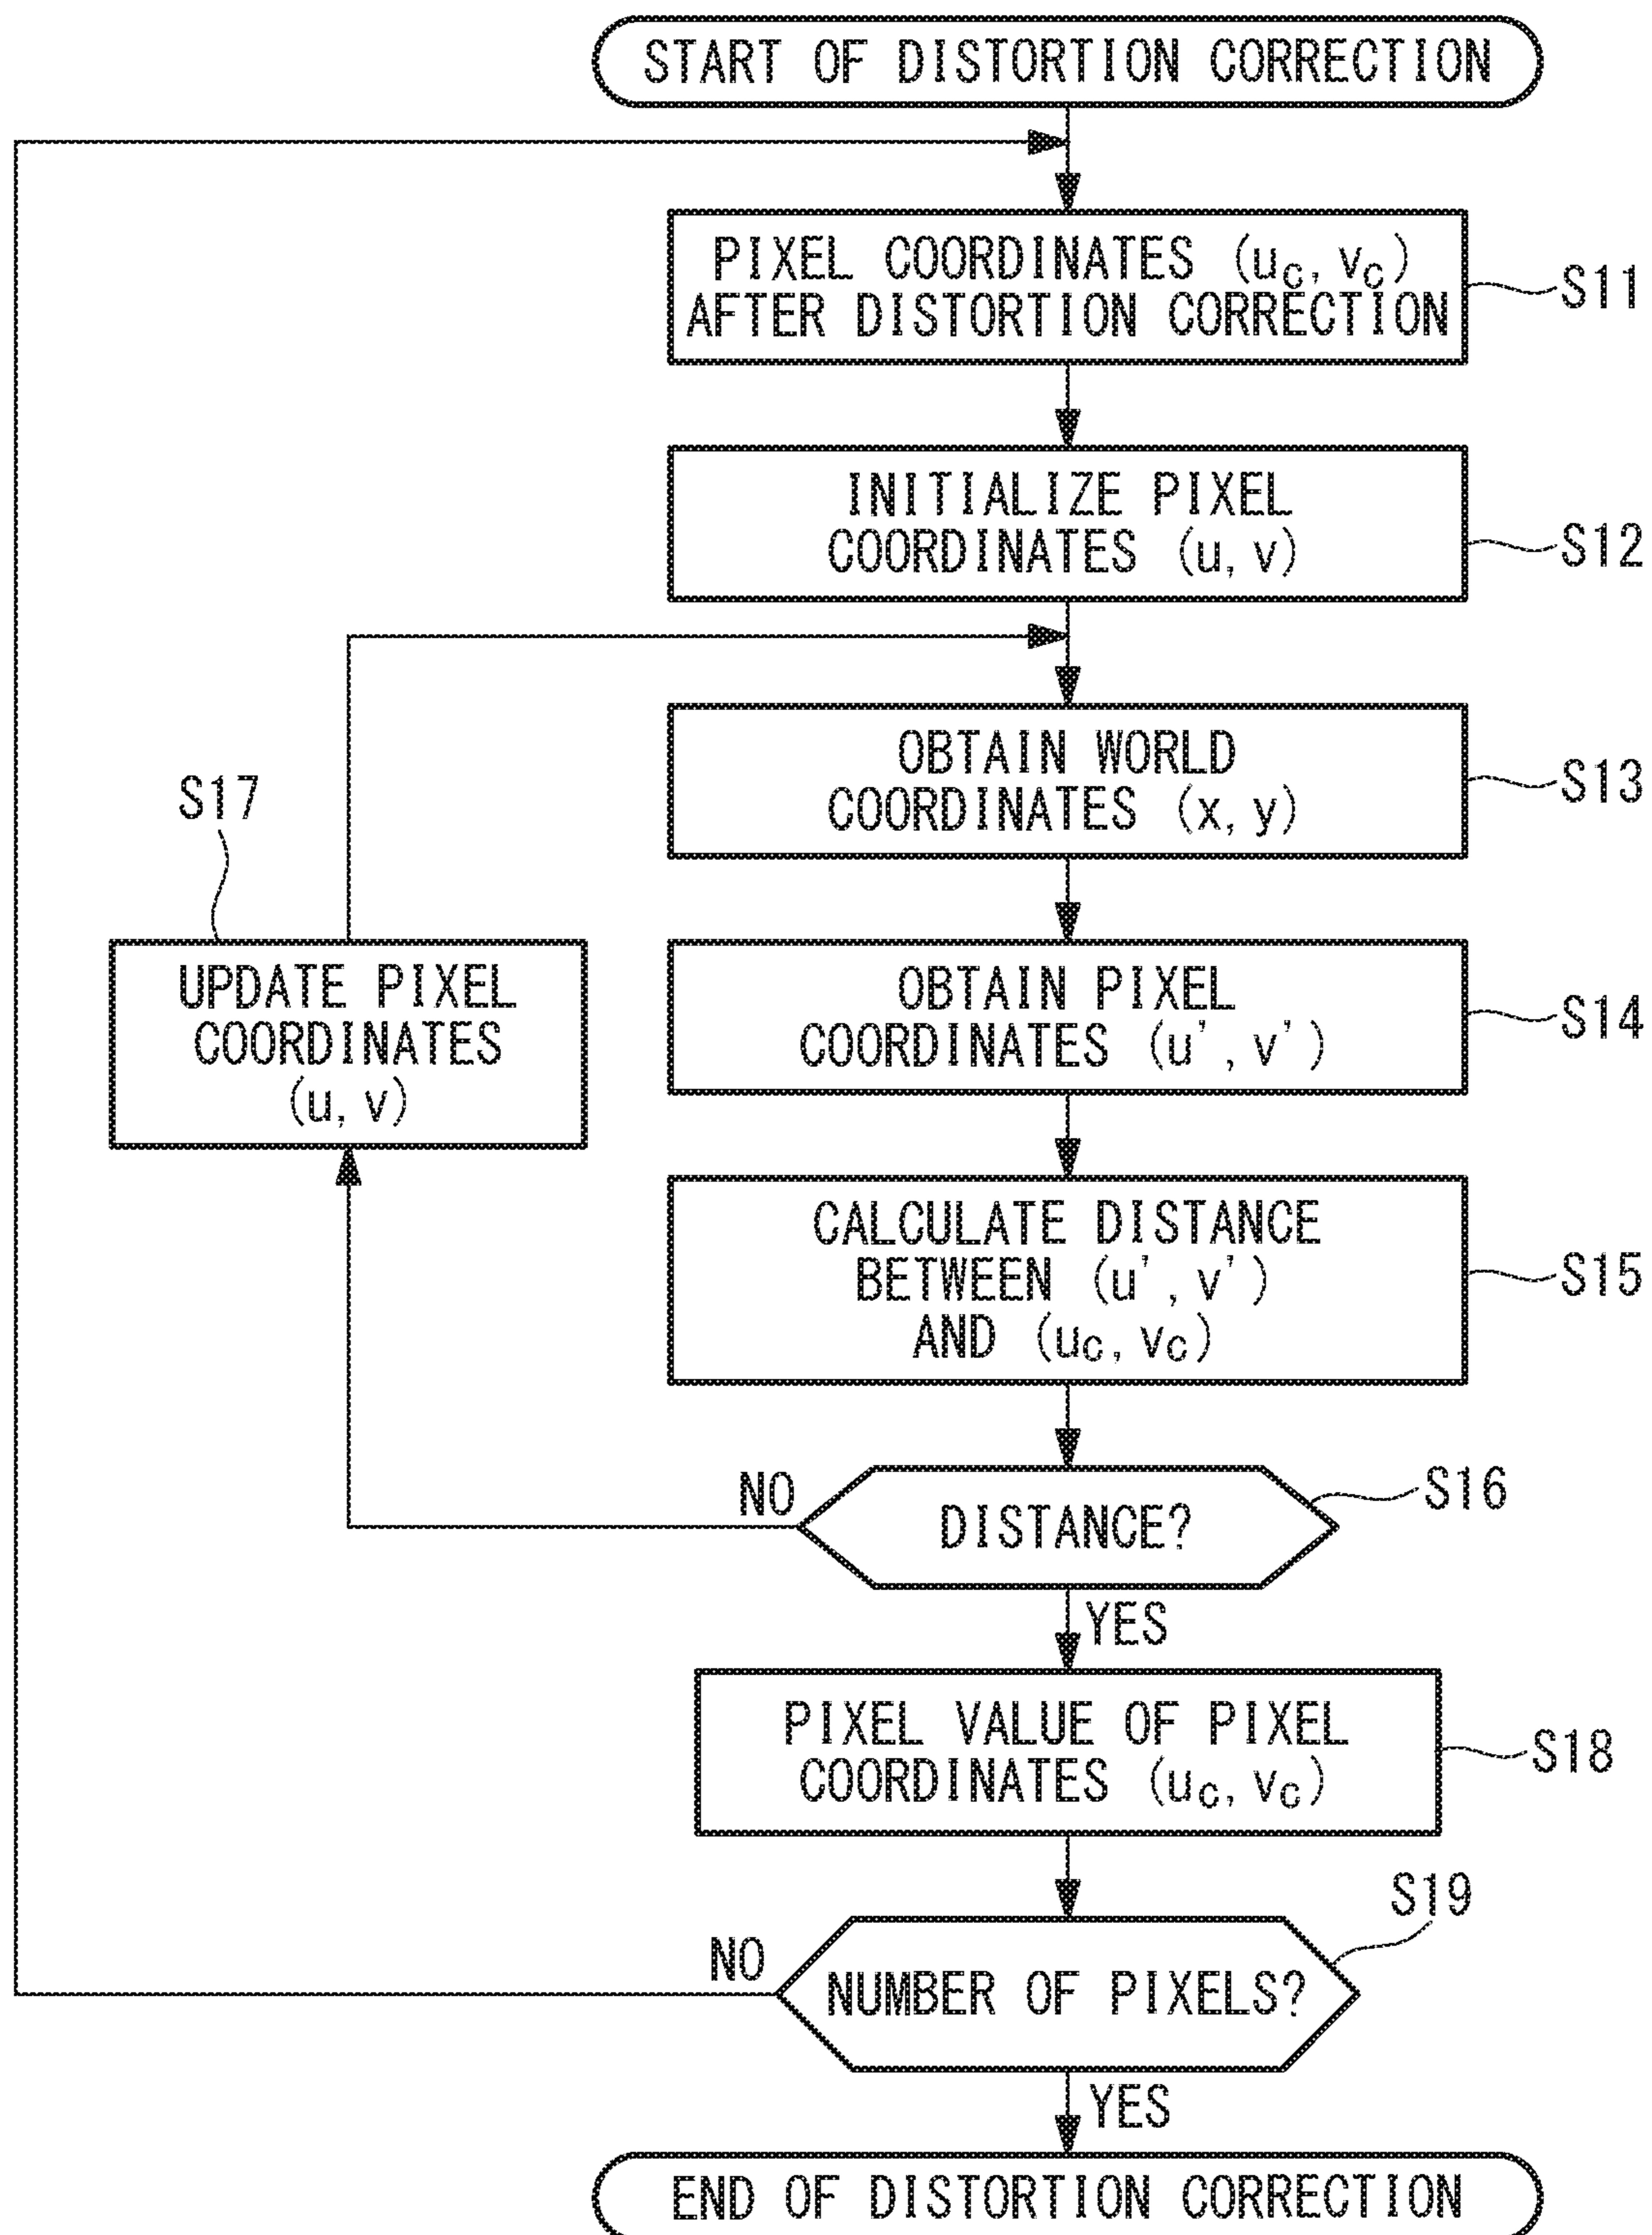 START OF DISTORTION CORRECTION
PIXEL COORDINATES (uc, vc)
AFTER DISTORTION CORRECTION
S11
INITIALIZE PIXEL
COORDINATES (u, v)
S12
OBTAIN WORLD
COORDINATES (x, y)
S13
S17
UPDATE PIXEL
COORDINATES
(u, v)
OBTAIN PIXEL
COORDINATES (u', v')
S14
CALCULATE DISTANCE
BETWEEN (u', v')
AND (uc, vc)
S15
NO
DISTANCE?
S16
YES
PIXEL VALUE OF PIXEL
COORDINATES (uc, vc)
S18
S19
NO
NUMBER OF PIXELS?
YES
END OF DISTORTION CORRECTION